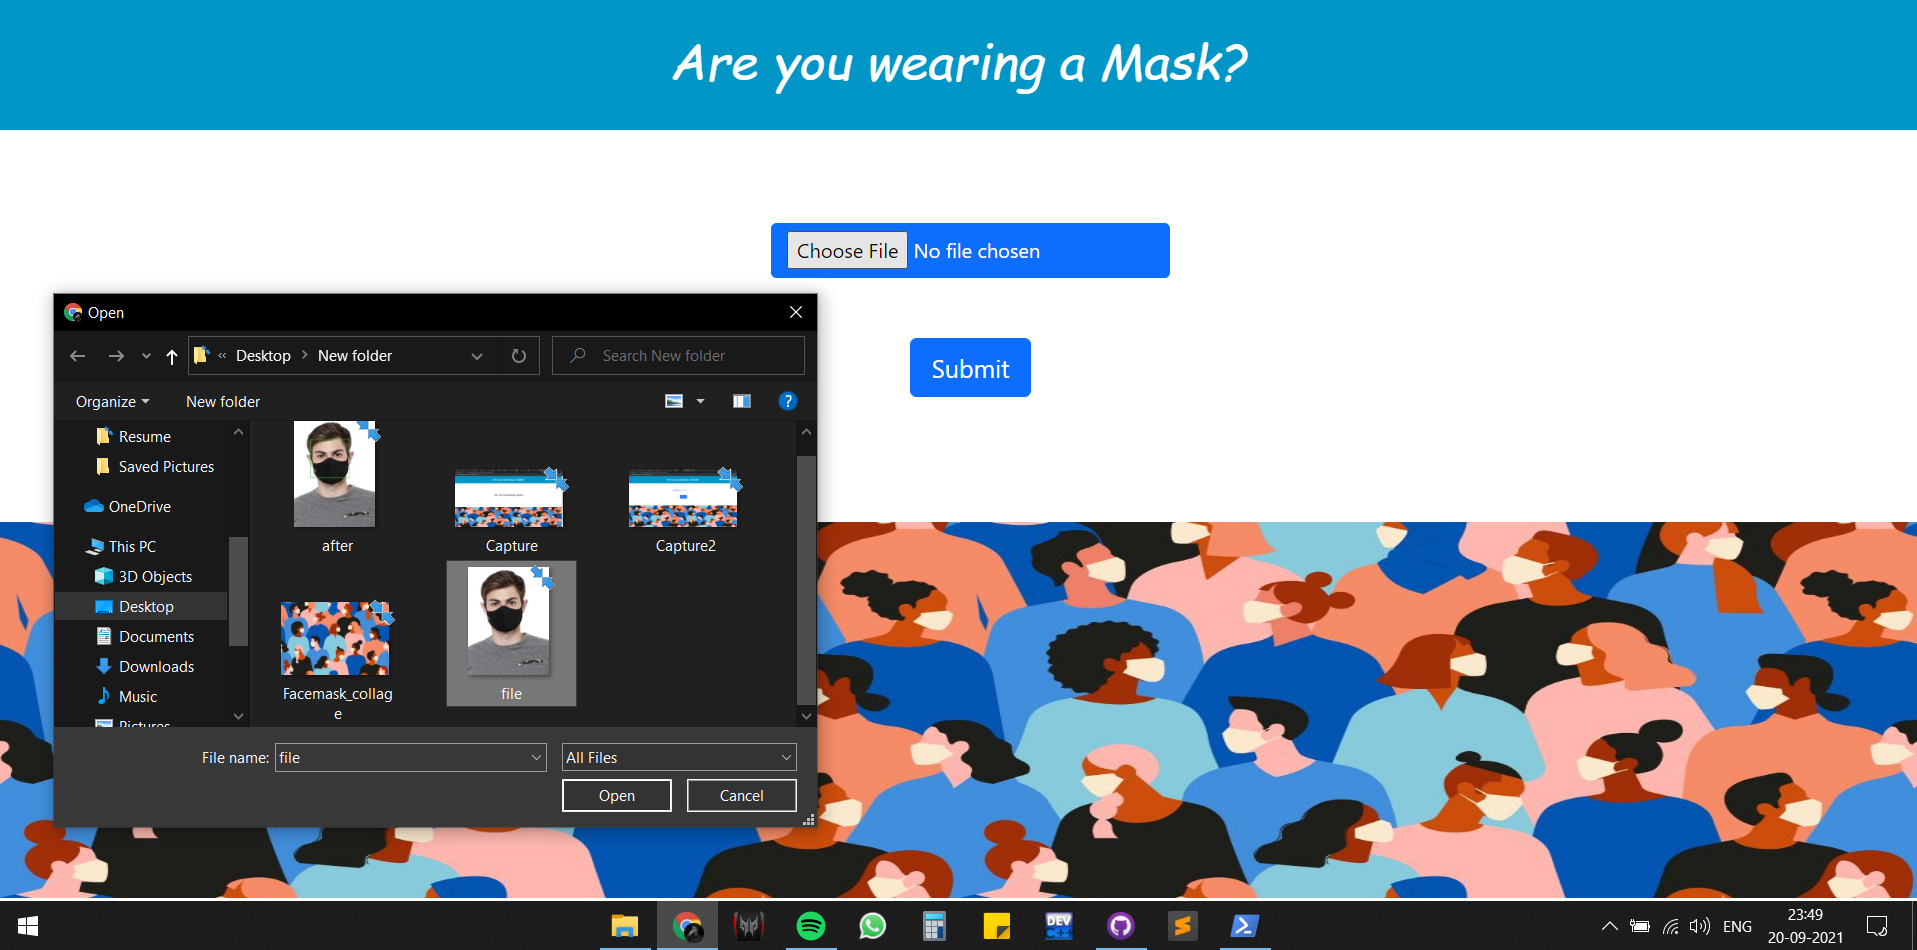 Are you wearing a Mask?
Choose File No file chosen
Submit
Open
« Desktop > New folder
Search New folder
Organize
New folder
?
Resume
Saved Pictures
OneDrive
This PC
3D Objects
Desktop
Documents
Downloads
Music
Pictures
after
Capture
Capture2
Facemask_collag
e
file
File name: file
All Files
Open
Cancel
DEV
C++
ENG
23:49
20-09-2021